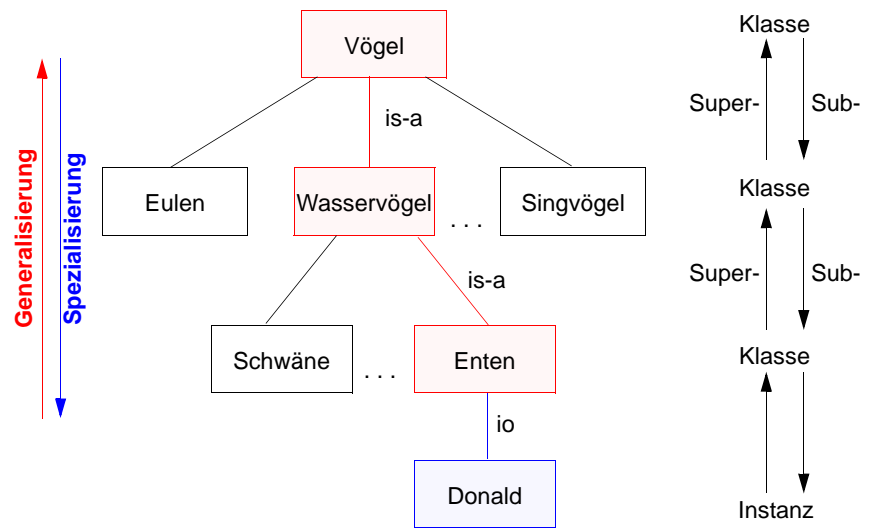 Vögel
Klasse
is-a
Super-
Sub-
Generalisierung
Spezialisierung
Eulen
Wasservögel
. . .
Singvögel
Klasse
is-a
Super-
Sub-
Schwäne
. . .
Enten
Klasse
io
Donald
Instanz